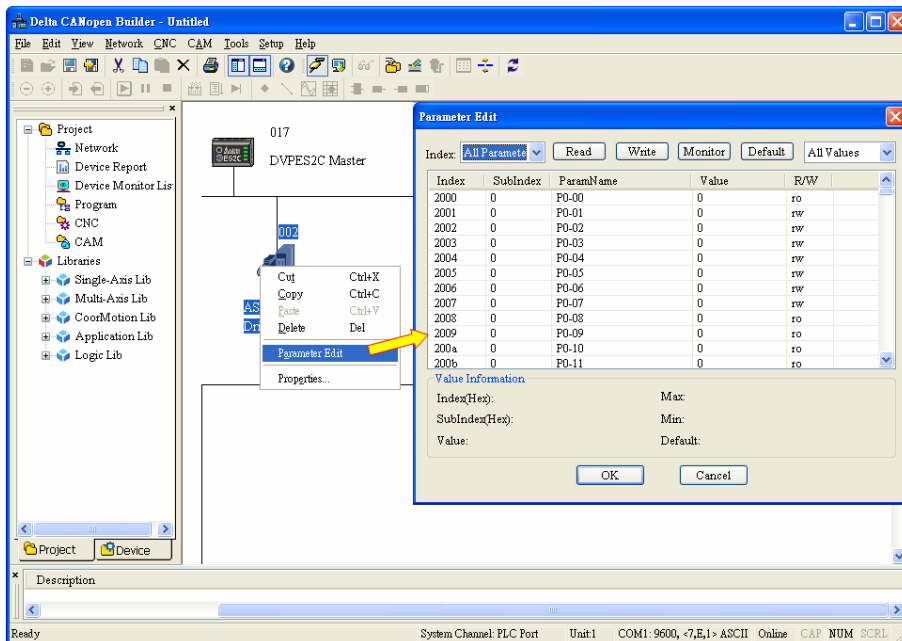 Delta CANopen Builder - Untitled
File Edit View Network CNC CAM Tools Setup Help
Project
Network
Device Report
Device Monitor Lis
Program
CNC
CAM
Libraries
Single-Axis Lib
Multi-Axis Lib
CoorMotion Lib
Application Lib
Logic Lib
Project Device
017
ES2C
DVPES2C Master
002
AS
Dri
Cut Ctrl+X
Copy Ctrl+C
Paste Ctrl+V
Delete Del
Parameter Edit
Properties...
Parameter Edit
Index: All Paramete Read Write Monitor Default All Values
Index SubIndex ParamName Value R/W
2000 0 P0-00 0 ro
2001 0 P0-01 0 rw
2002 0 P0-02 0 rw
2003 0 P0-03 0 rw
2004 0 P0-04 0 rw
2005 0 P0-05 0 rw
2006 0 P0-06 0 rw
2007 0 P0-07 0 rw
2008 0 P0-08 0 ro
2009 0 P0-09 0 ro
200a 0 P0-10 0 ro
200b 0 P0-11 0 ro
Value Information
Index(Hex): Max:
SubIndex(Hex): Min:
Value: Default:
OK Cancel
Description
Ready System Channel: PLC Port Unit:1 COM1: 9600, <7,E,1> ASCII Online CAP NUM SCRL